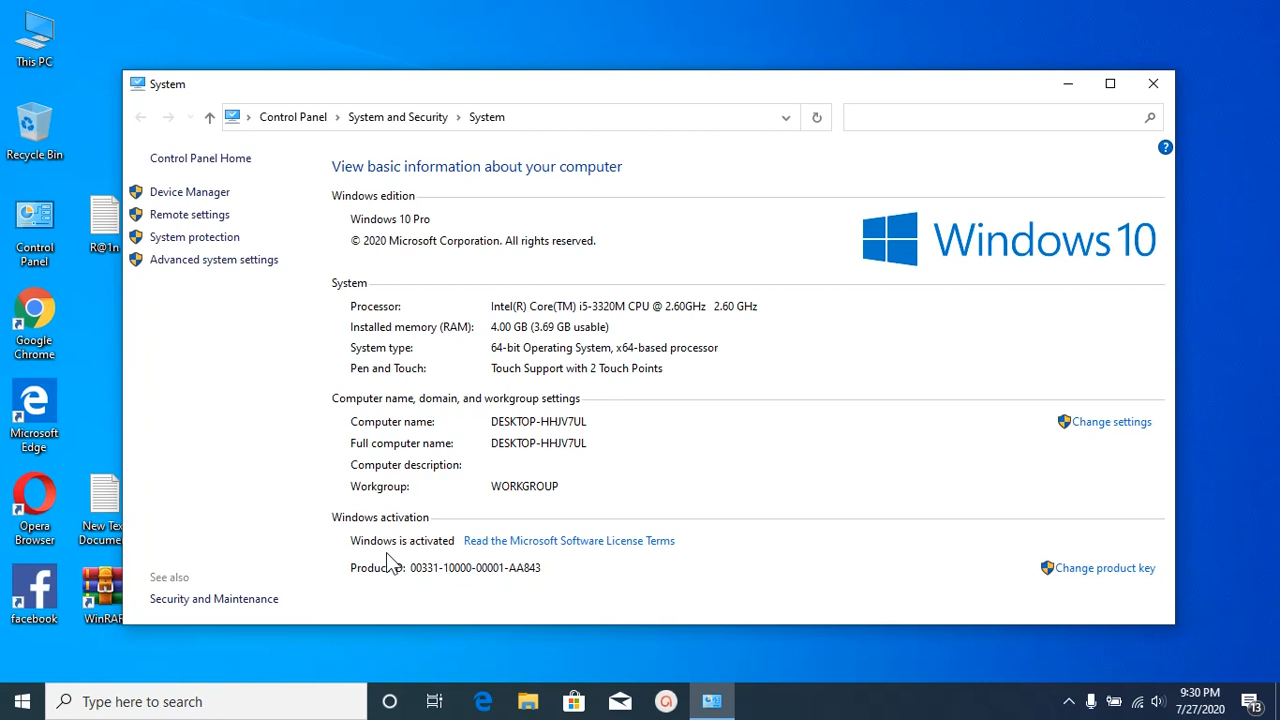 This PC
Recycle Bin
Control
Panel
R@1n
Google
Chrome
Microsoft
Edge
Opera
Browser
New Tex
Docume
facebook
WinRAR
System
Control Panel
System and Security
System
Control Panel Home
Device Manager
Remote settings
System protection
Advanced system settings
See also
Security and Maintenance
View basic information about your computer
Windows edition
Windows 10 Pro
© 2020 Microsoft Corporation. All rights reserved.
Windows 10
System
Processor: Intel(R) Core(TM) i5-3320M CPU @ 2.60GHz 2.60 GHz
Installed memory (RAM): 4.00 GB (3.69 GB usable)
System type: 64-bit Operating System, x64-based processor
Pen and Touch: Touch Support with 2 Touch Points
Computer name, domain, and workgroup settings
Computer name: DESKTOP-HHJV7UL
Change settings
Full computer name: DESKTOP-HHJV7UL
Computer description:
Workgroup: WORKGROUP
Windows activation
Windows is activated Read the Microsoft Software License Terms
Product ID: 00331-10000-00001-AA843
Change product key
Type here to search
9:30 PM
7/27/2020
13